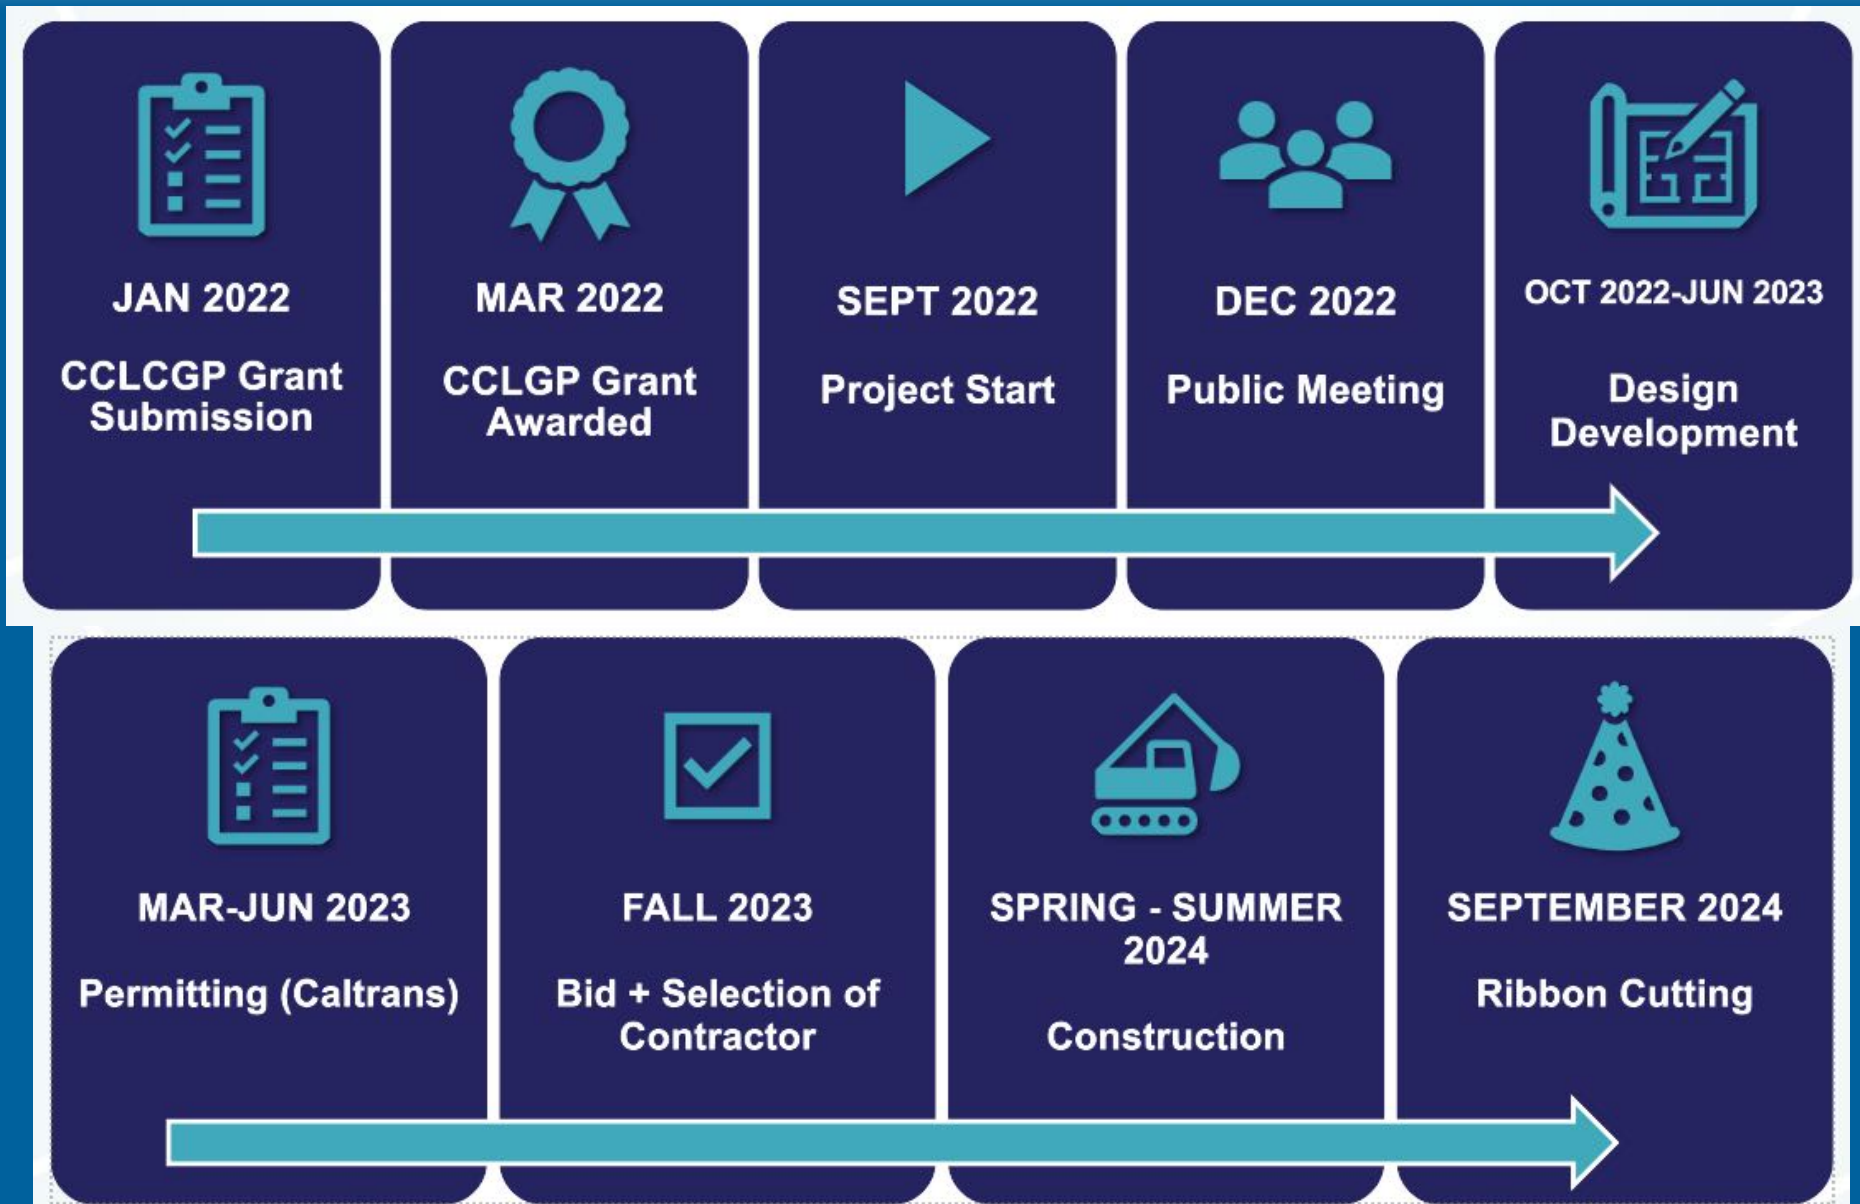 JAN 2022
CCLCGP Grant
Submission
MAR 2022
CCLGP Grant
Awarded
SEPT 2022
Project Start
DEC 2022
Public Meeting
OCT 2022-JUN 2023
Design
Development
MAR-JUN 2023
Permitting (Caltrans)
FALL 2023
Bid + Selection of
Contractor
SPRING - SUMMER
2024
Construction
SEPTEMBER 2024
Ribbon Cutting